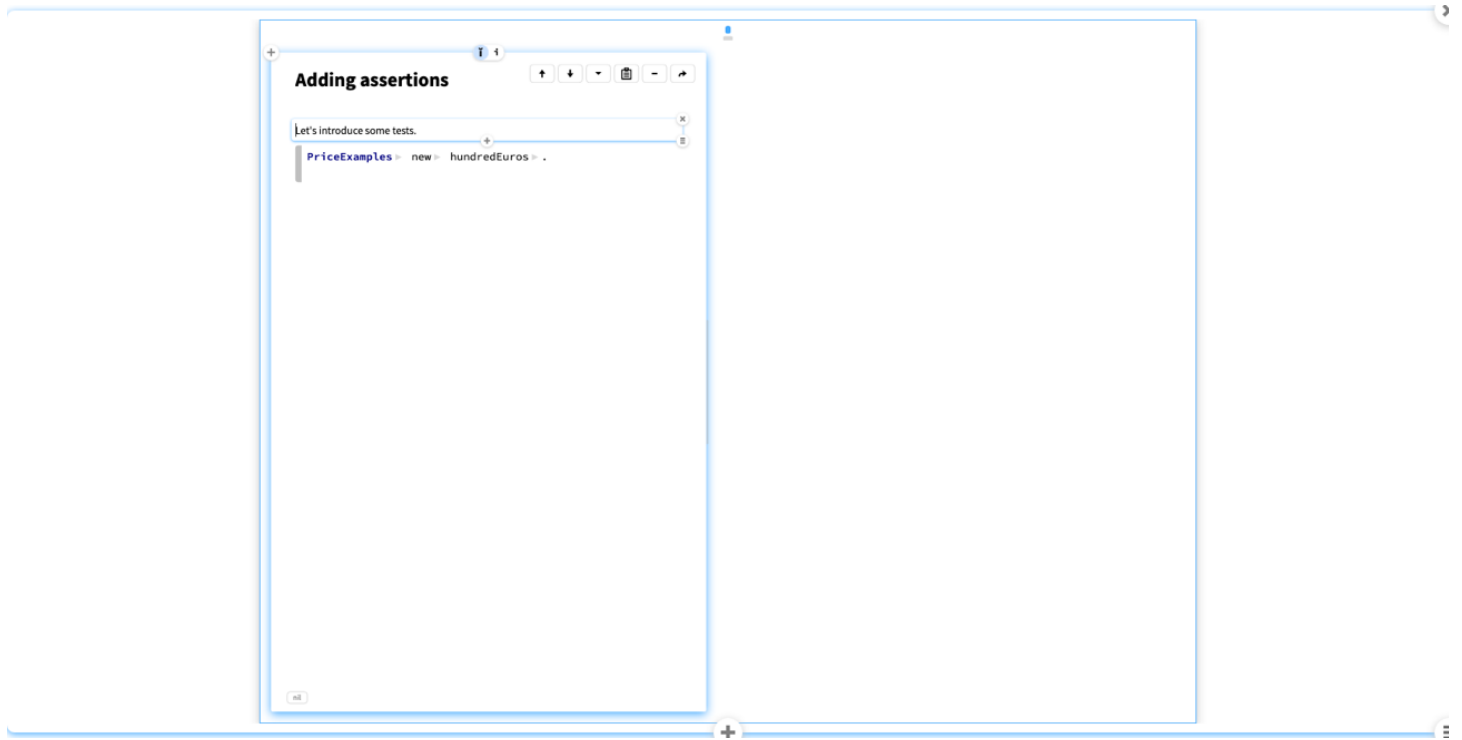 Adding assertions
Let's introduce some tests.
PriceExamples new hundredEuros .
nil